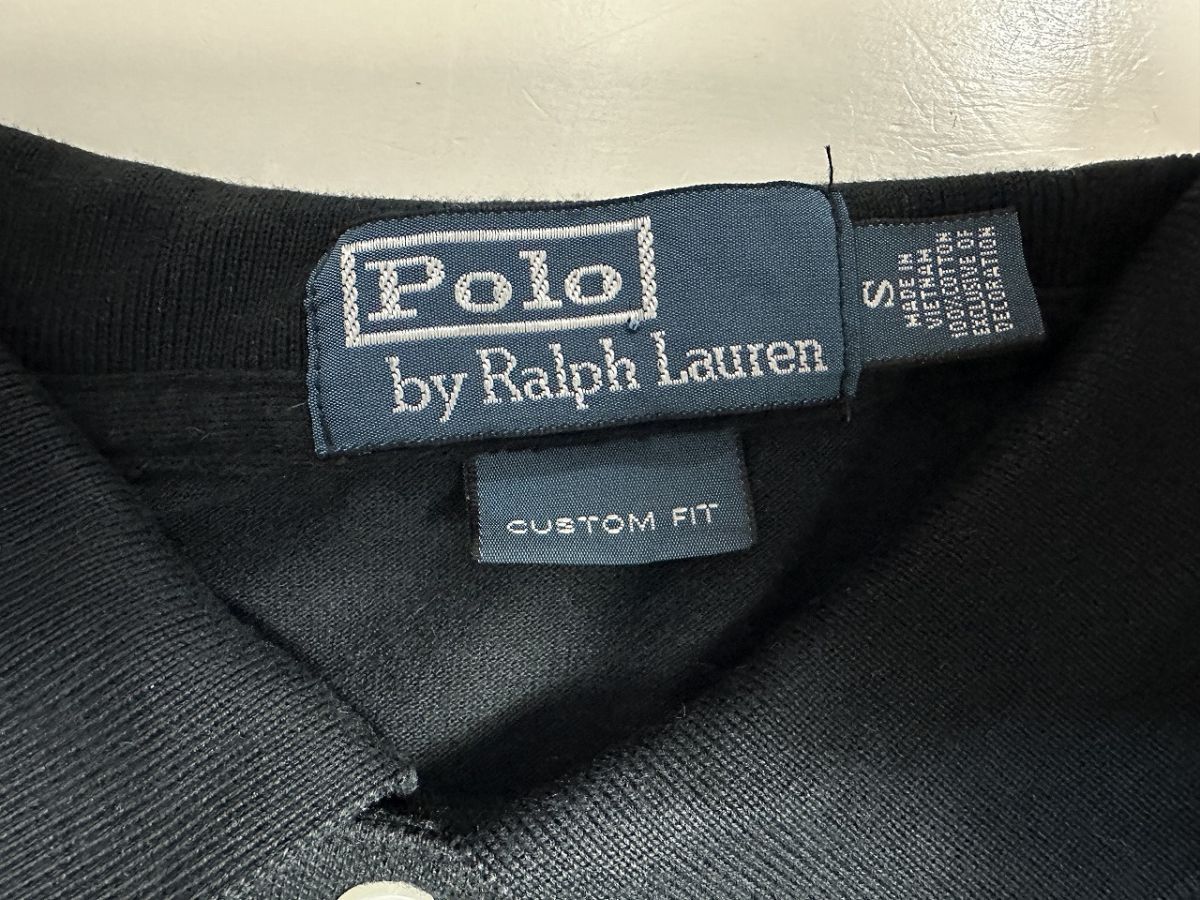 Polo
by Ralph Lauren
S
MADE IN
VIETNAM
100% COTTON
EXCLUSIVE OF
DECORATION
CUSTOM FIT